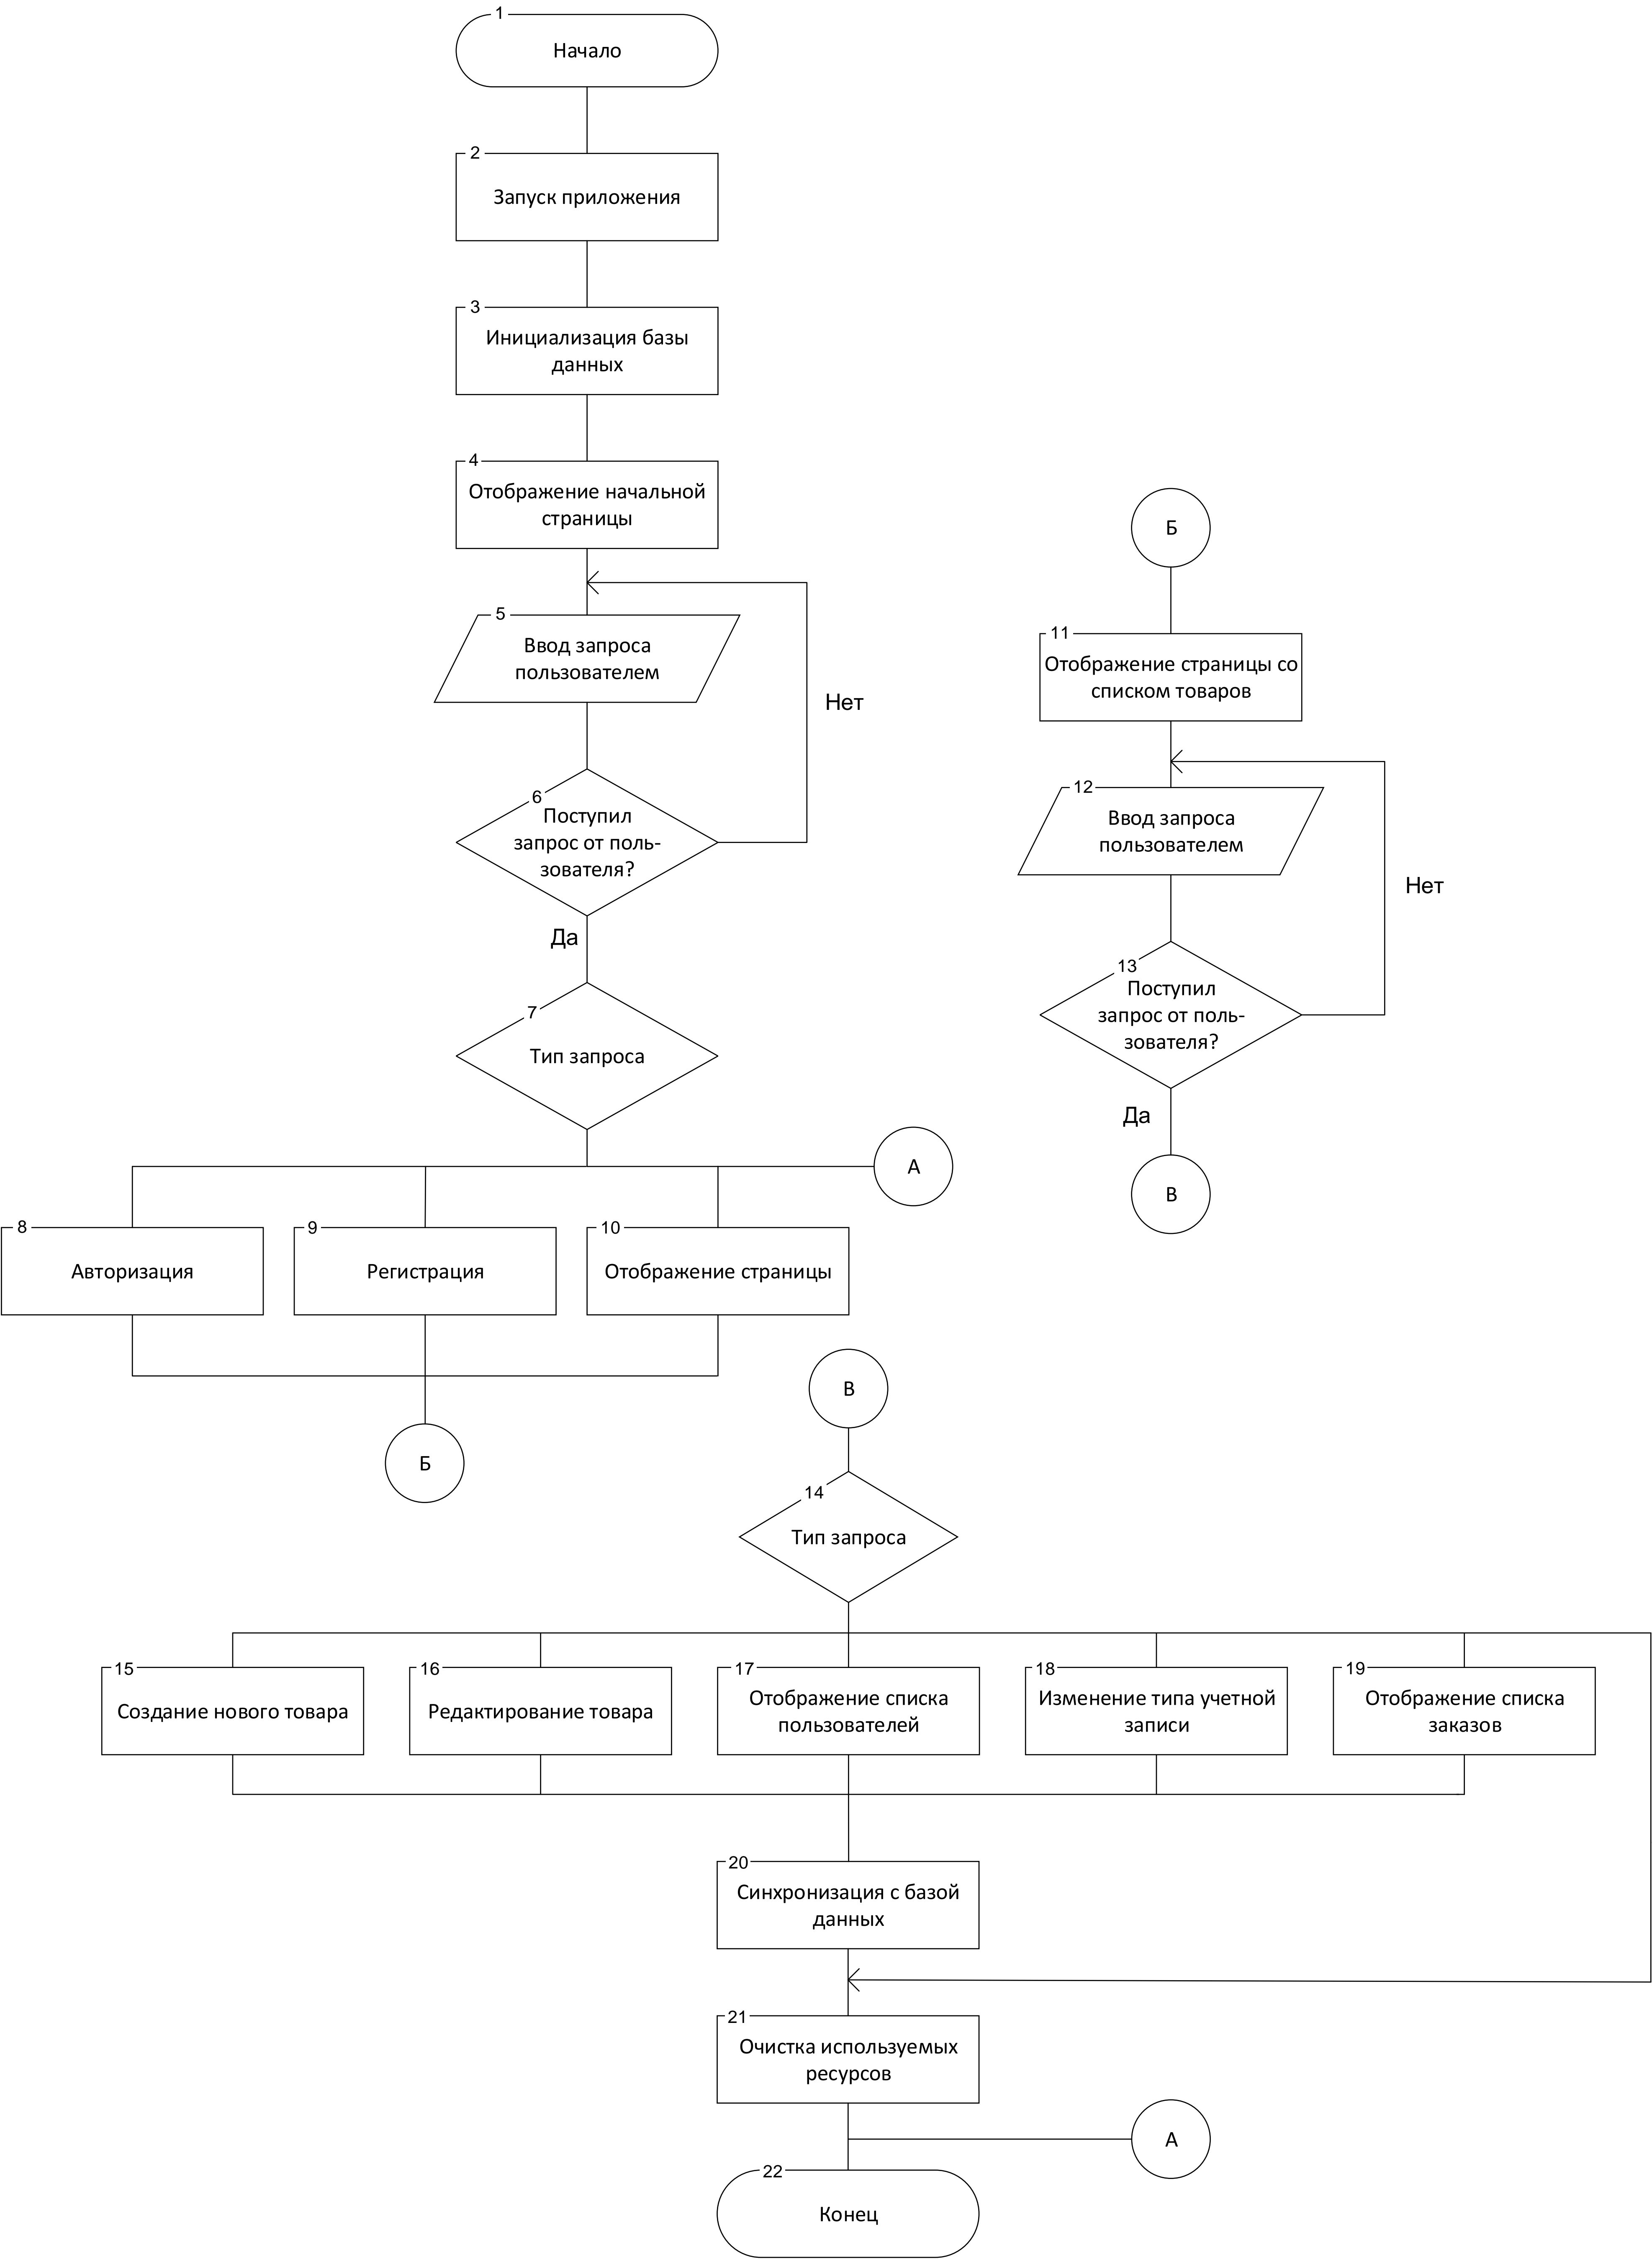 1
Начало
2
Запуск приложения
3
Инициализация базы
данных
4
Отображение начальной
страницы
5
Ввод запроса
пользователем
Нет
6
Поступил
запрос от поль-
зователя?
Да
7
Тип запроса
А
8
Авторизация
9
Регистрация
10
Отображение страницы
Б
Б
11
Отображение страницы со
списком товаров
12
Ввод запроса
пользователем
Нет
13
Поступил
запрос от поль-
зователя?
Да
В
В
14
Тип запроса
15
Создание нового товара
16
Редактирование товара
17
Отображение списка
пользователей
18
Изменение типа учетной
записи
19
Отображение списка
заказов
20
Синхронизация с базой
данных
21
Очистка используемых
ресурсов
А
22
Конец